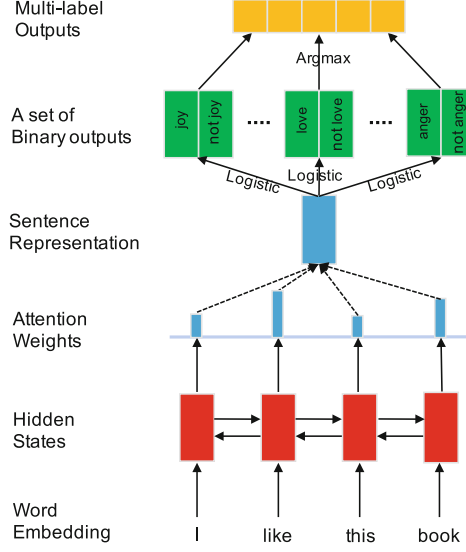 Multi-label
Outputs
Argmax
A set of
Binary outputs
joy
not joy
....
love
not love
....
anger
not anger
Logistic
Logistic
Logistic
Sentence
Representation
Attention
Weights
Hidden
States
Word
Embedding
I
like
this
book